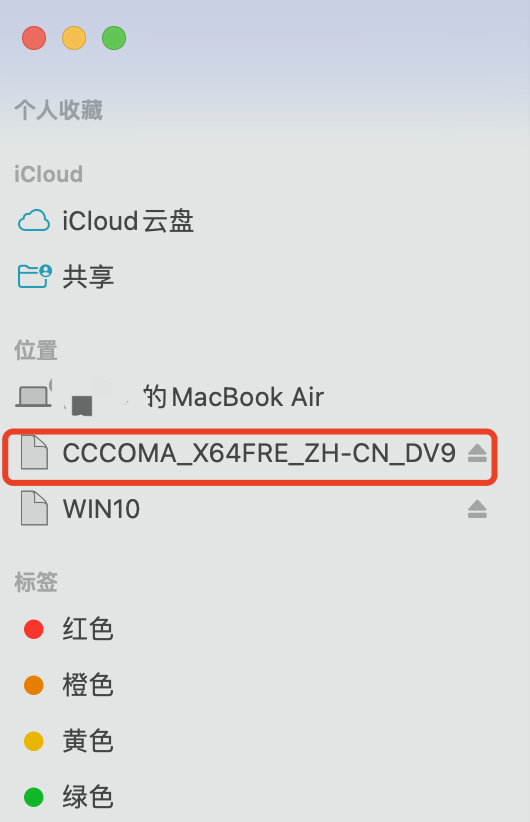 个人收藏
iCloud
iCloud云盘
共享
位置
的MacBook Air
CCCOMA_X64FRE_ZH-CN_DV9
WIN10
标签
红色
橙色
黄色
绿色